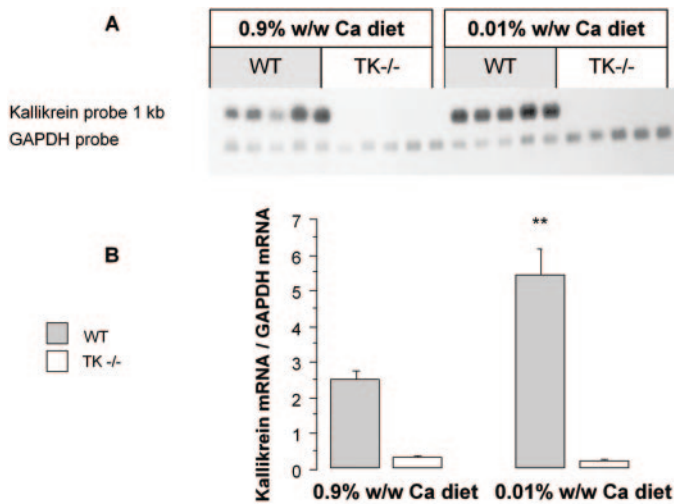 A
0.9% w/w Ca diet 0.01% w/w Ca diet
WT TK-/- WT TK-/-
Kallikrein probe 1 kb
GAPDH probe
B
Kallikrein mRNA / GAPDH mRNA
7
6
5
4
3
2
1
0
**
WT
TK -/-
0.9% w/w Ca diet 0.01% w/w Ca diet